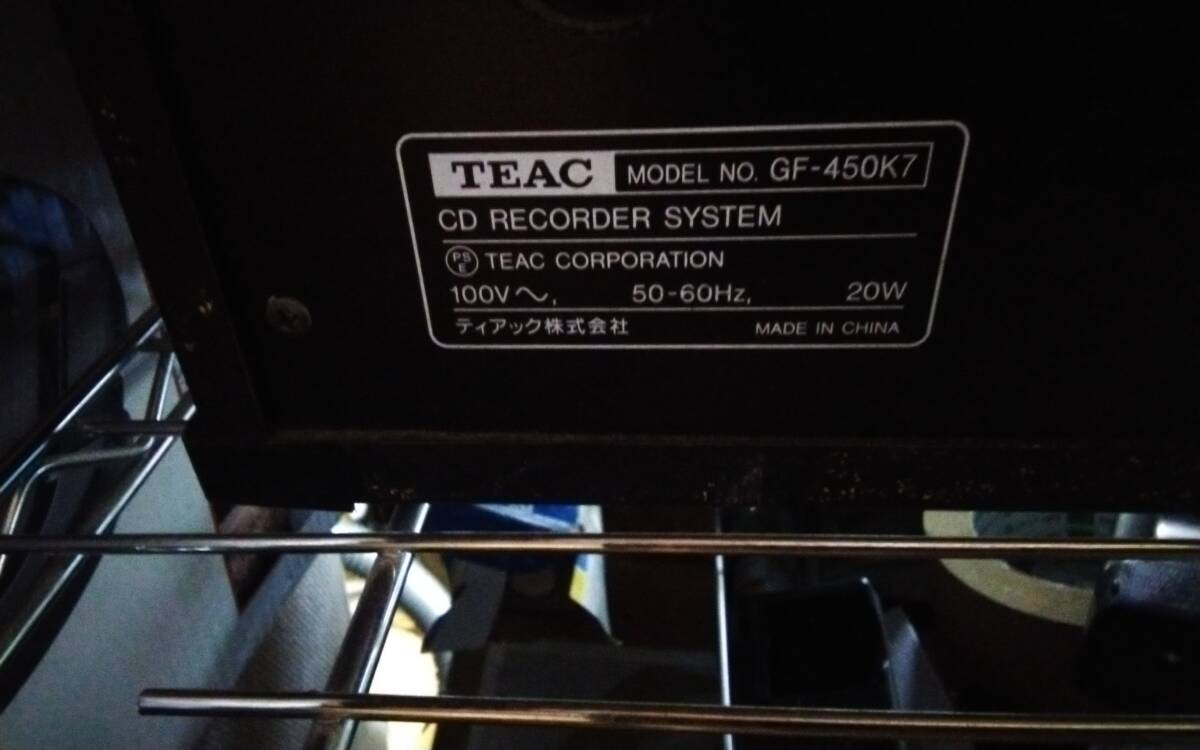 TEAC MODEL NO. GF-450K7
CD RECORDER SYSTEM
PSE TEAC CORPORATION
100V～, 50-60Hz, 20W
ティアック株式会社 MADE IN CHINA